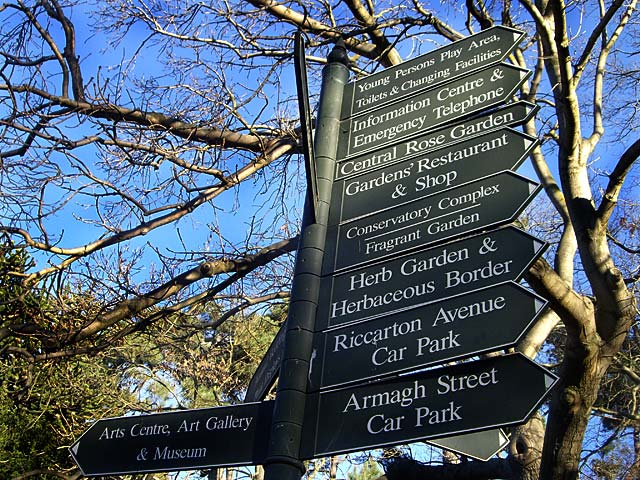 Young Persons Play Area,
Toilets & Changing Facilities
Information Centre &
Emergency Telephone
Central Rose Garden
Gardens' Restaurant
& Shop
Conservatory Complex
Fragrant Garden
Herb Garden &
Herbaceous Border
Riccarton Avenue
Car Park
Armagh Street
Car Park
Arts Centre, Art Gallery
& Museum